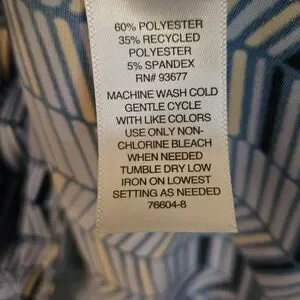 60% POLYESTER
35% RECYCLED
POLYESTER
5% SPANDEX
RN# 93677
MACHINE WASH COLD
GENTLE CYCLE
WITH LIKE COLORS
USE ONLY NON-
CHLORINE BLEACH
WHEN NEEDED
TUMBLE DRY LOW
IRON ON LOWEST
SETTING AS NEEDED
76604-8